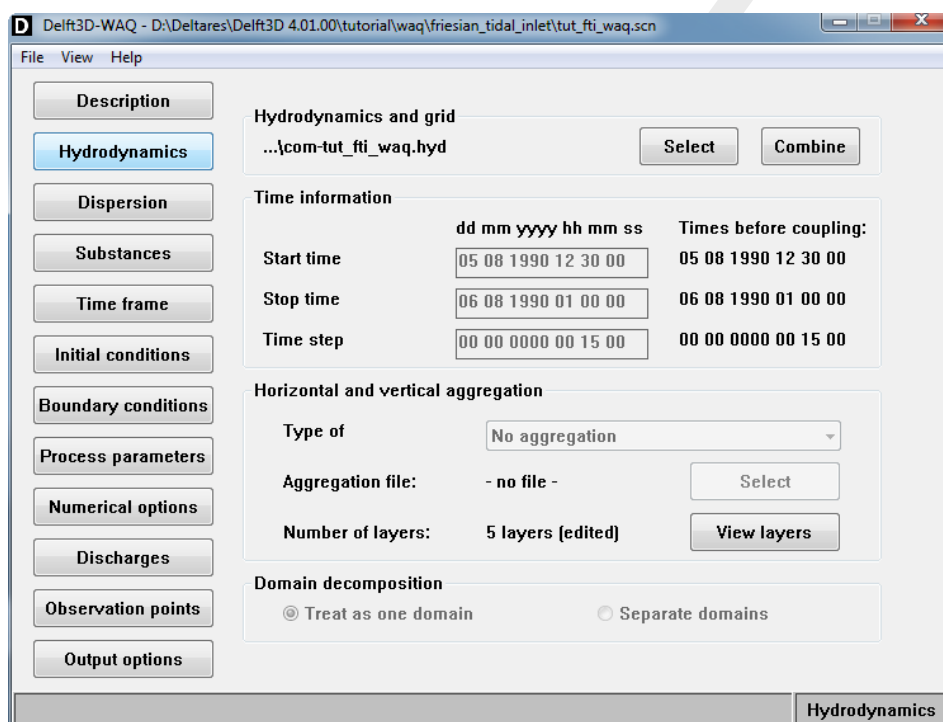 D Delft3D-WAQ - D:\Deltares\Delft3D 4.01.00\tutorial\waq\friesian_tidal_inlet\tut_fti_waq.scn
File View Help
Description
Hydrodynamics
Dispersion
Substances
Time frame
Initial conditions
Boundary conditions
Process parameters
Numerical options
Discharges
Observation points
Output options
Hydrodynamics and grid
...\com-tut_fti_waq.hyd Select Combine
Time information
dd mm yyyy hh mm ss Times before coupling:
Start time 05 08 1990 12 30 00 05 08 1990 12 30 00
Stop time 06 08 1990 01 00 00 06 08 1990 01 00 00
Time step 00 00 0000 00 15 00 00 00 0000 00 15 00
Horizontal and vertical aggregation
Type of No aggregation
Aggregation file: - no file - Select
Number of layers: 5 layers (edited) View layers
Domain decomposition
Treat as one domain Separate domains
Hydrodynamics